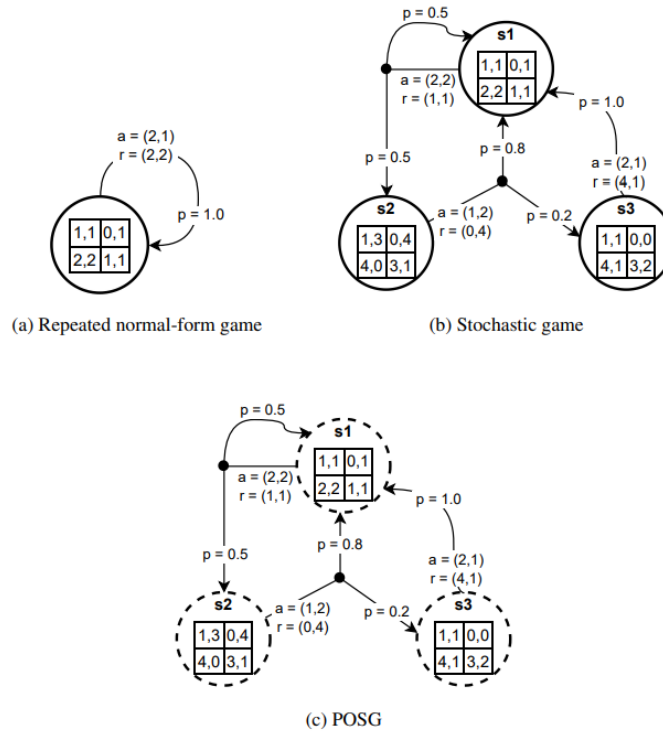 a = (2,1)
r = (2,2)
p = 1.0
1,1 0,1
2,2 1,1
(a) Repeated normal-form game
p = 0.5
s1
1,1 0,1
2,2 1,1
a = (2,2)
r = (1,1)
p = 1.0
p = 0.5
p = 0.8
a = (2,1)
r = (4,1)
s2
1,3 0,4
4,0 3,1
a = (1,2)
r = (0,4)
p = 0.2
s3
1,1 0,0
4,1 3,2
(b) Stochastic game
p = 0.5
s1
1,1 0,1
2,2 1,1
a = (2,2)
r = (1,1)
p = 1.0
p = 0.5
p = 0.8
a = (2,1)
r = (4,1)
s2
1,3 0,4
4,0 3,1
a = (1,2)
r = (0,4)
p = 0.2
s3
1,1 0,0
4,1 3,2
(c) POSG